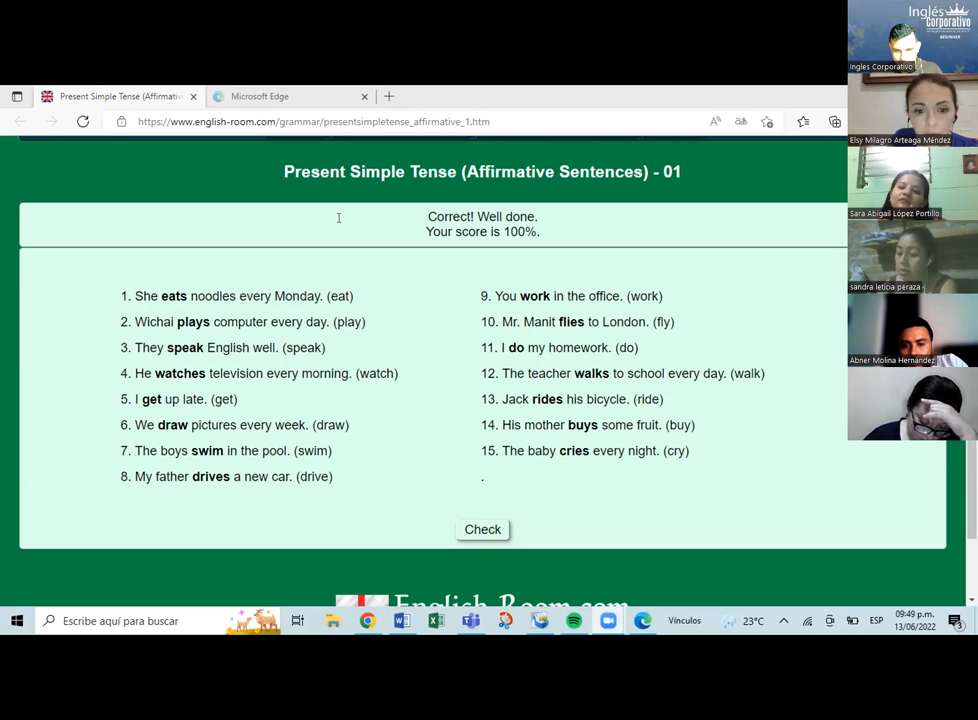 Inglés
Corporativo
BEGINNER
Ingles Corporativo
Present Simple Tense (Affirmativ
Microsoft Edge
https://www.english-room.com/grammar/presentsimpletense_affirmative_1.htm
Elsy Milagro Arteaga Méndez
Present Simple Tense (Affirmative Sentences) - 01
Sara Abigail López Portillo
Correct! Well done.
Your score is 100%.
sandra leticia peraza
1. She eats noodles every Monday. (eat)
2. Wichai plays computer every day. (play)
3. They speak English well. (speak)
4. He watches television every morning. (watch)
5. I get up late. (get)
6. We draw pictures every week. (draw)
7. The boys swim in the pool. (swim)
8. My father drives a new car. (drive)
9. You work in the office. (work)
10. Mr. Manit flies to London. (fly)
11. I do my homework. (do)
12. The teacher walks to school every day. (walk)
13. Jack rides his bicycle. (ride)
14. His mother buys some fruit. (buy)
15. The baby cries every night. (cry)
.
Abner Molina Hernández
Check
English-Room.com
Escribe aquí para buscar
Vínculos
23°C
ESP
09:49 p.m.
13/06/2022
3